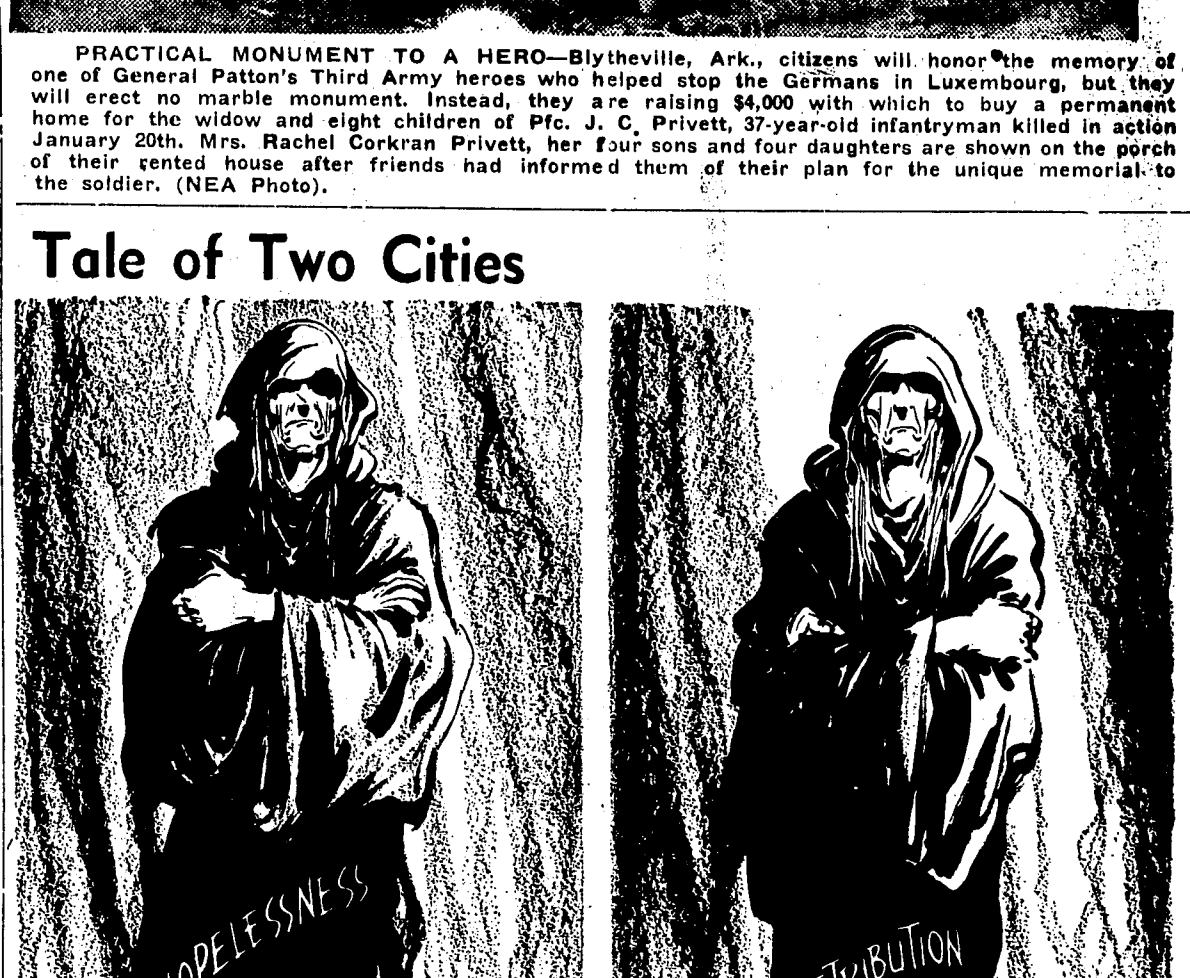 PRACTICAL MONUMENT TO A HERO—Blytheville, Ark., citizens will honor the memory of
one of General Patton's Third Army heroes who helped stop the Germans in Luxembourg, but they
will erect no marble monument. Instead, they are raising $4,000 with which to buy a permanent
home for the widow and eight children of Pfc. J. C. Privett, 37-year-old infantryman killed in action
January 20th. Mrs. Rachel Corkran Privett, her four sons and four daughters are shown on the porch
of their rented house after friends had informed them of their plan for the unique memorial to
the soldier. (NEA Photo).
Tale of Two Cities
HOPELESSNESS
TRIBUTION